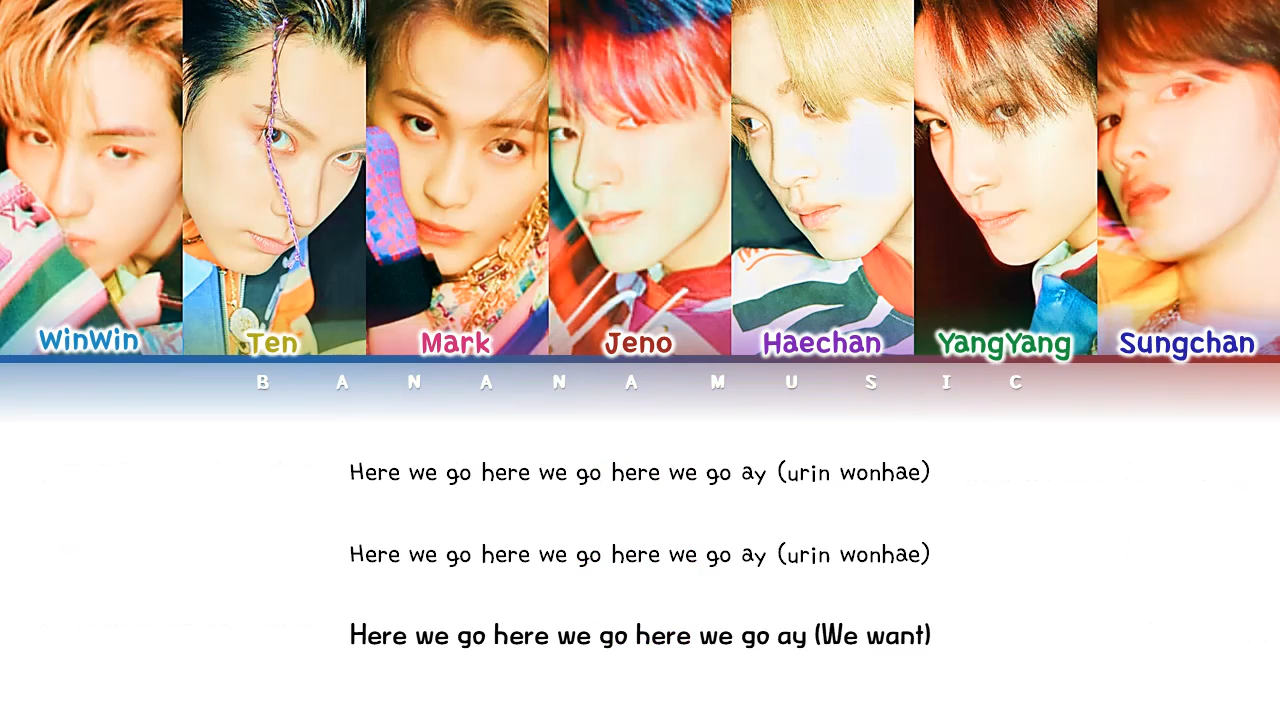 WinWin Ten Mark Jeno Haechan YangYang Sungchan
BANANA MUSIC
Here we go here we go here we go ay (urin wonhae)
Here we go here we go here we go ay (urin wonhae)
Here we go here we go here we go ay (We want)